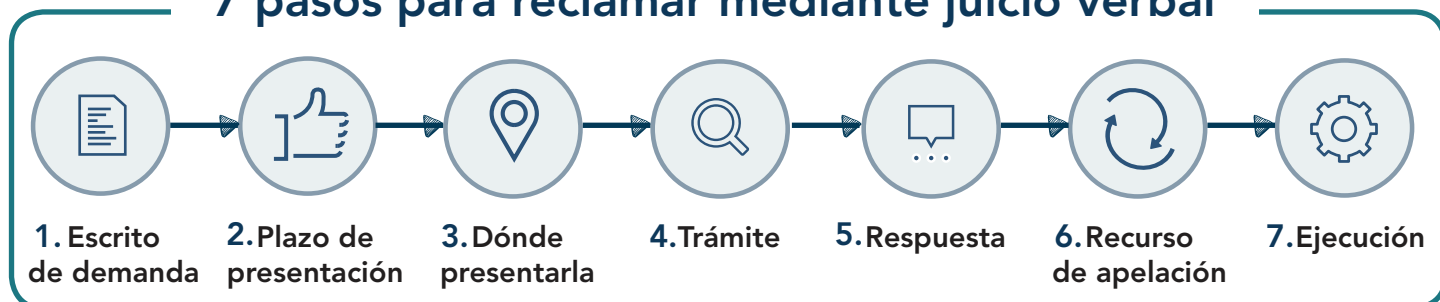 7 pasos para reclamar mediante juicio verbal
1. Escrito
de demanda
2. Plazo de
presentación
3. Dónde
presentarla
4. Trámite
5. Respuesta
6. Recurso
de apelación
7. Ejecución